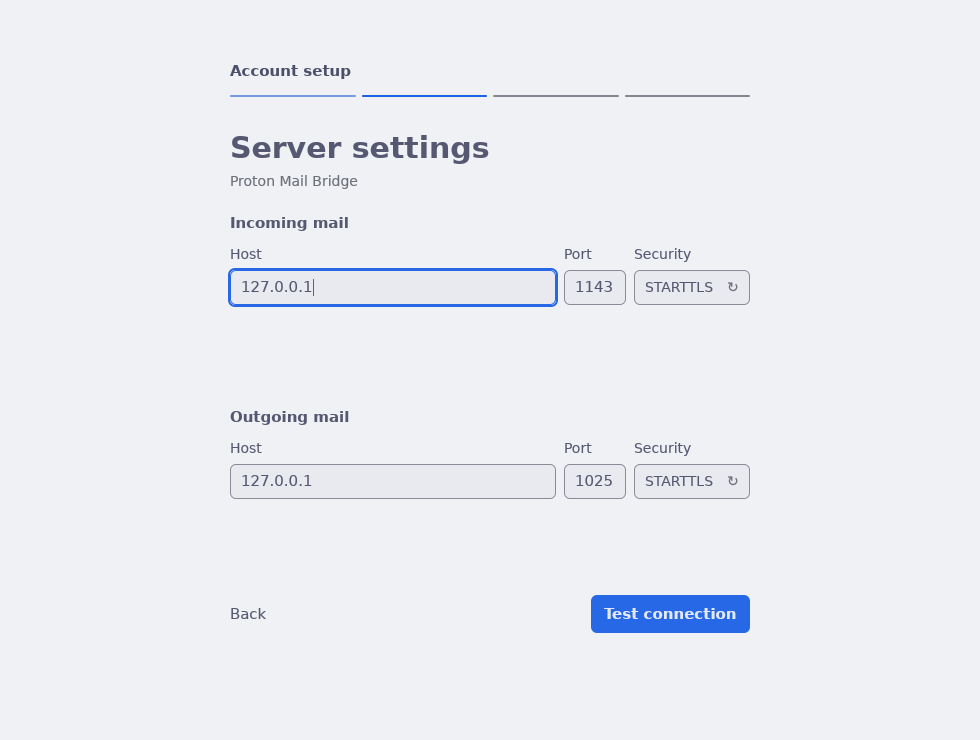 Account setup
Server settings
Proton Mail Bridge
Incoming mail
Host Port Security
127.0.0.1 1143 STARTTLS ↻
Outgoing mail
Host Port Security
127.0.0.1 1025 STARTTLS ↻
Back Test connection